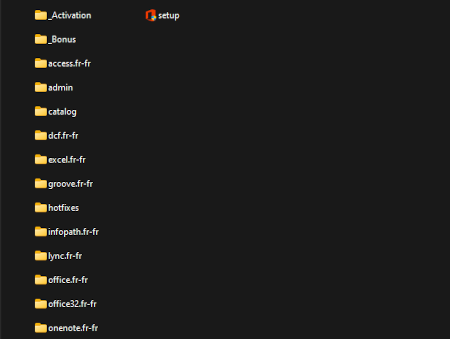 _Activation
_Bonus
access.fr-fr
admin
catalog
dcf.fr-fr
excel.fr-fr
groove.fr-fr
hotfixes
infopath.fr-fr
lync.fr-fr
office.fr-fr
office32.fr-fr
onenote.fr-fr
setup